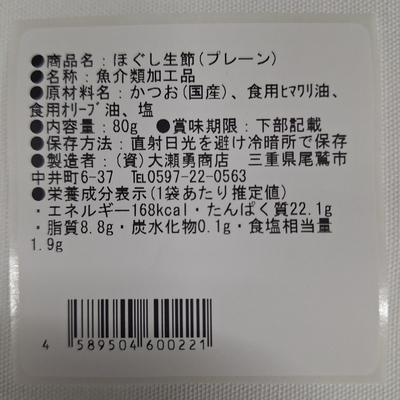 ●商品名：ほぐし生節(プレーン)
●名称：魚介類加工品
●原材料名：かつお(国産)、食用ﾋﾏﾜﾘ油、
食用ｵﾘｰﾌﾞ油、塩
●内容量：80g　●賞味期限：下部記載
●保存方法：直射日光を避け冷暗所で保存
●製造者：(資)大瀬勇商店　三重県尾鷲市
中井町6-37　℡0597-22-0563
●栄養成分表示(1袋あたり推定値)
・エネルギー168kcal・たんぱく質22.1g
・脂質8.8g・炭水化物0.1g・食塩相当量
1.9g
4 589504 600221